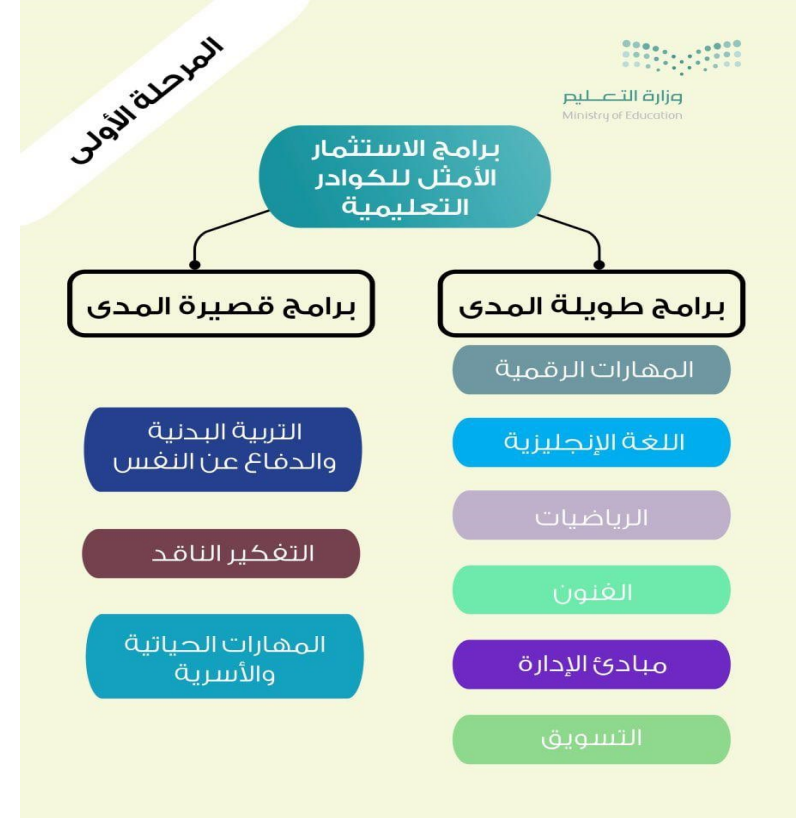 المرحلة الأولى
وزارة التعليم
Ministry of Education
برامج الاستثمار
الأمثل للكوادر
التعليمية
برامج طويلة المدى
المهارات الرقمية
اللغة الإنجليزية
الرياضيات
الفنون
مبادئ الإدارة
التسويق
برامج قصيرة المدى
التربية البدنية
والدفاع عن النفس
التفكير الناقد
المهارات الحياتية
والأسرية